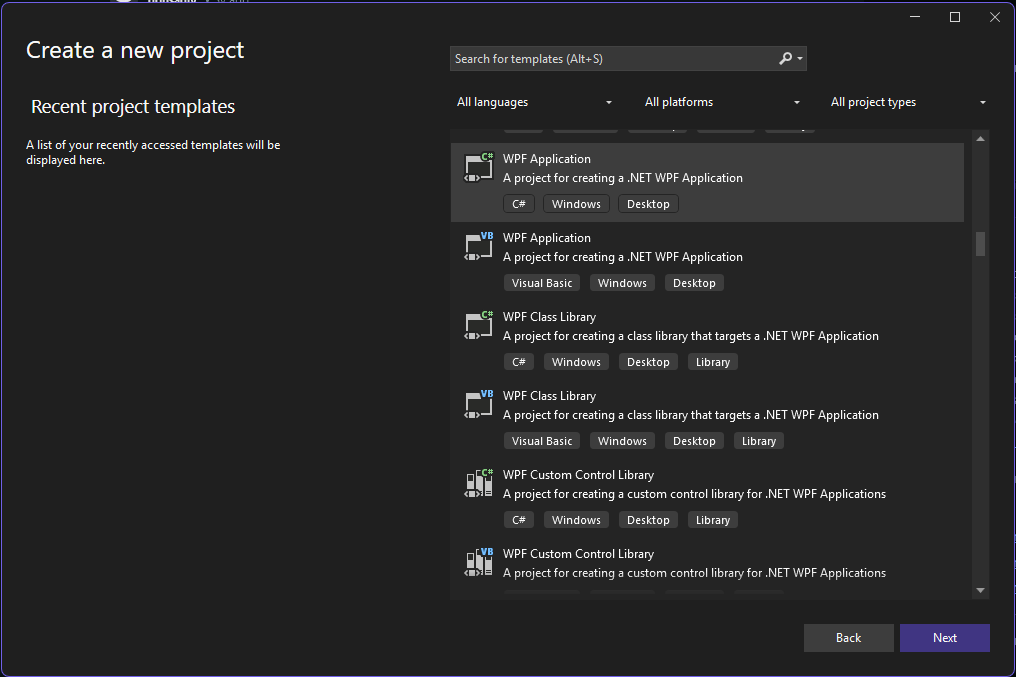 Create a new project
Search for templates (Alt+S)
Recent project templates
All languages
All platforms
All project types
A list of your recently accessed templates will be
displayed here.
C#
WPF Application
A project for creating a .NET WPF Application
C# Windows Desktop
VB
WPF Application
A project for creating a .NET WPF Application
Visual Basic Windows Desktop
C#
WPF Class Library
A project for creating a class library that targets a .NET WPF Application
C# Windows Desktop Library
VB
WPF Class Library
A project for creating a class library that targets a .NET WPF Application
Visual Basic Windows Desktop Library
C#
WPF Custom Control Library
A project for creating a custom control library for .NET WPF Applications
C# Windows Desktop Library
VB
WPF Custom Control Library
A project for creating a custom control library for .NET WPF Applications
Back
Next